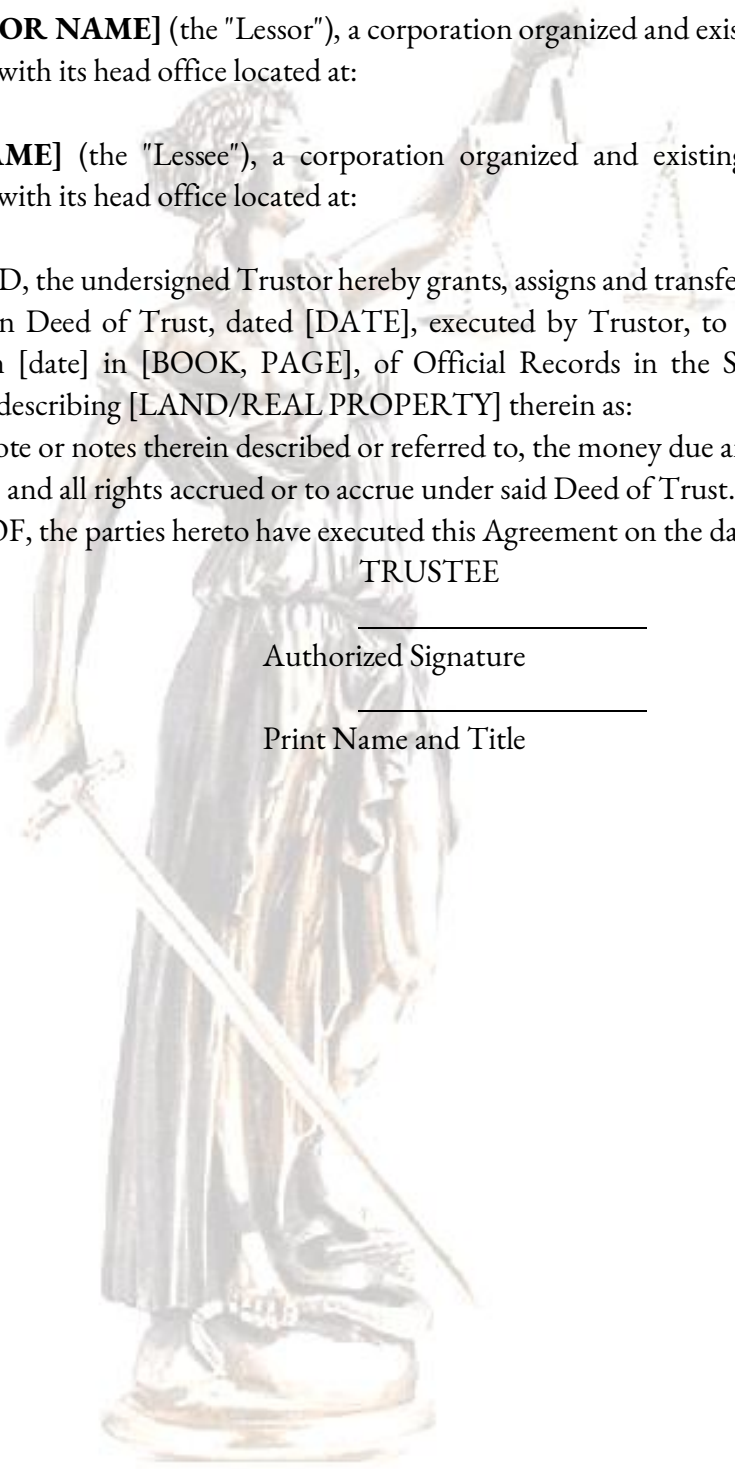 OR NAME] (the "Lessor"), a corporation organized and exis
with its head office located at:
AME] (the "Lessee"), a corporation organized and existing
with its head office located at:
D, the undersigned Trustor hereby grants, assigns and transfe
n Deed of Trust, dated [DATE], executed by Trustor, to
n [date] in [BOOK, PAGE], of Official Records in the S
describing [LAND/REAL PROPERTY] therein as:
ote or notes therein described or referred to, the money due a
and all rights accrued or to accrue under said Deed of Trust.
OF, the parties hereto have executed this Agreement on the da
TRUSTEE
Authorized Signature
Print Name and Title